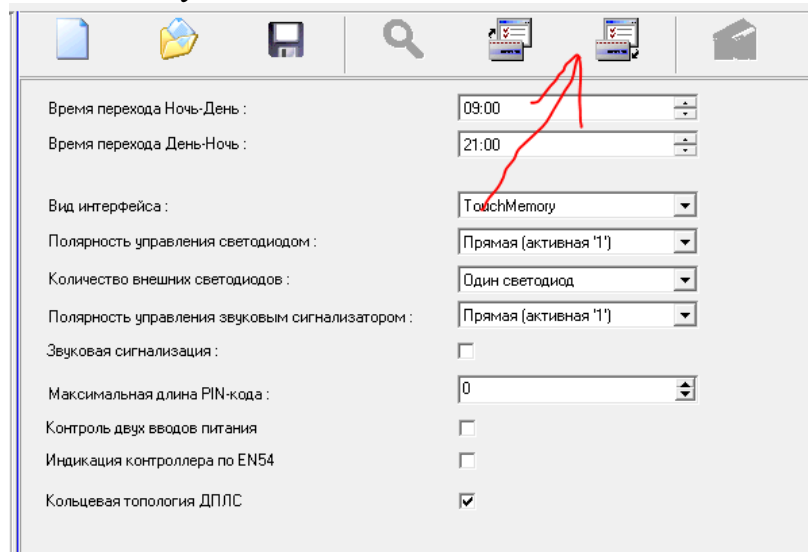 Время перехода Ночь-День : 09:00
Время перехода День-Ночь : 21:00
Вид интерфейса : TouchMemory
Полярность управления светодиодом : Прямая (активная '1')
Количество внешних светодиодов : Один светодиод
Полярность управления звуковым сигнализатором : Прямая (активная '1')
Звуковая сигнализация :
Максимальная длина PIN-кода : 0
Контроль двух вводов питания
Индикация контроллера по EN54
Кольцевая топология ДПЛС